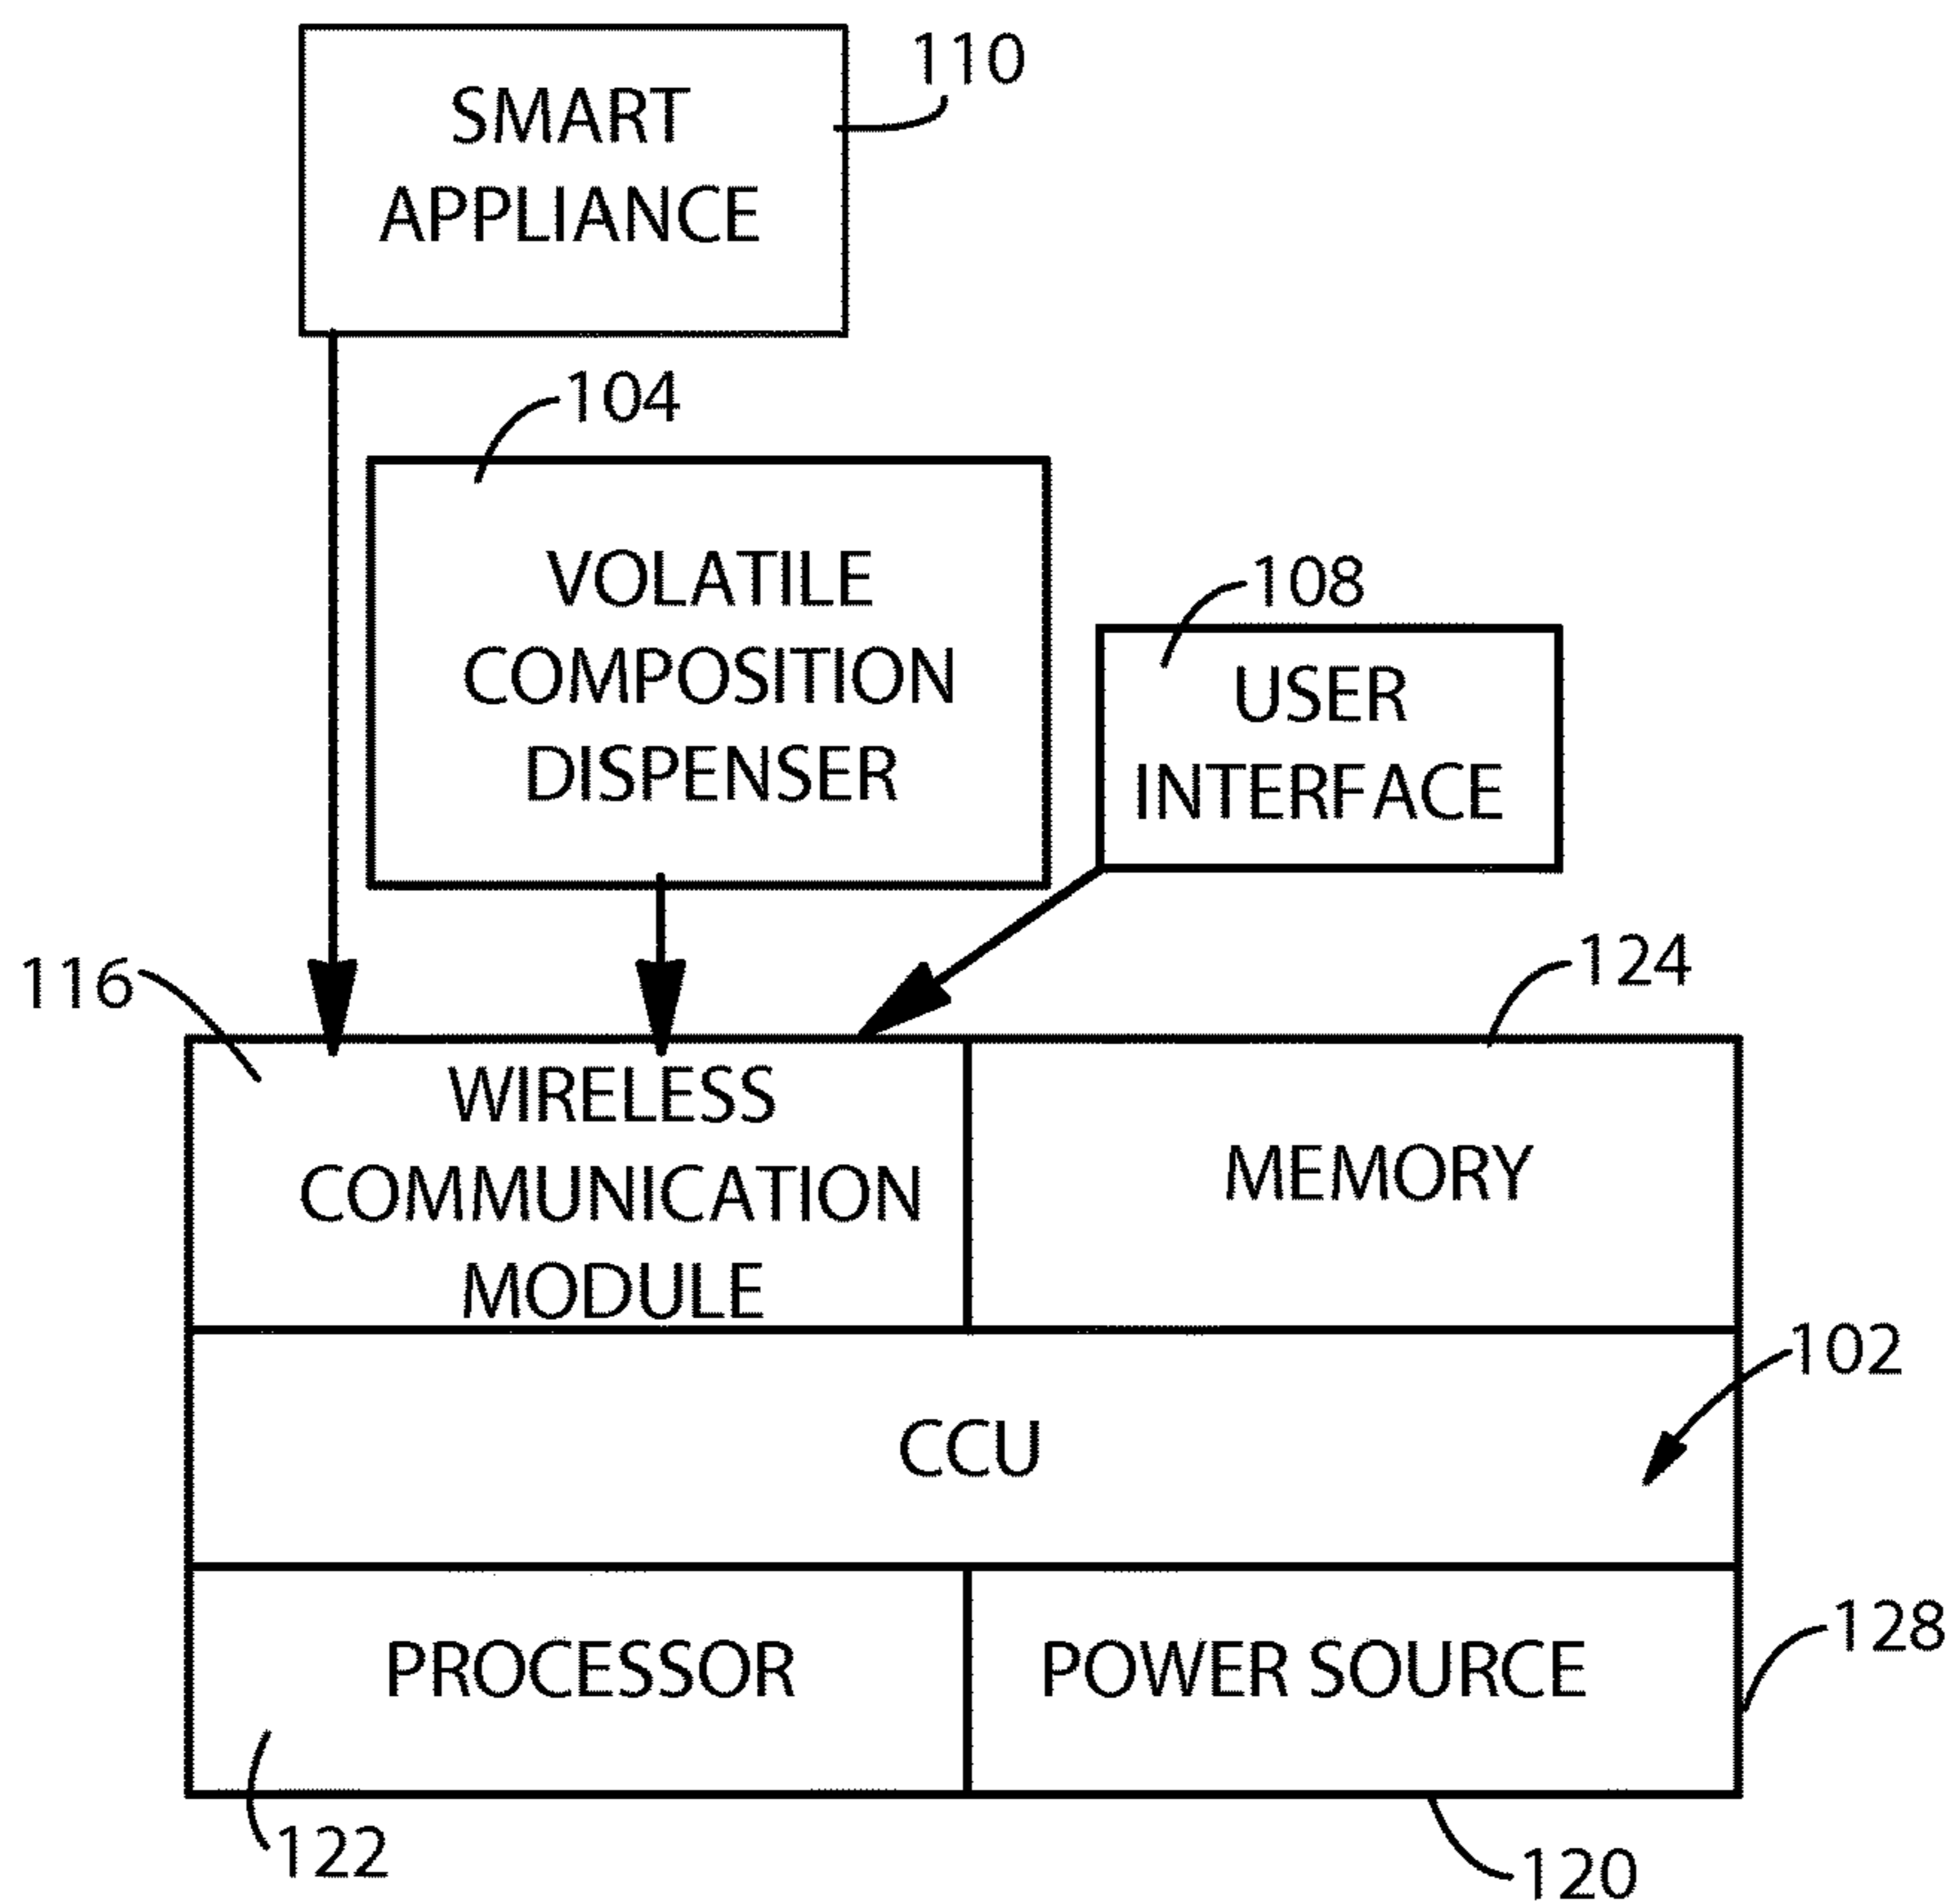 110
SMART
APPLIANCE
104
VOLATILE
COMPOSITION
DISPENSER
108
USER
INTERFACE
116
124
WIRELESS
COMMUNICATION
MODULE
MEMORY
102
CCU
128
PROCESSOR
POWER SOURCE
122
120